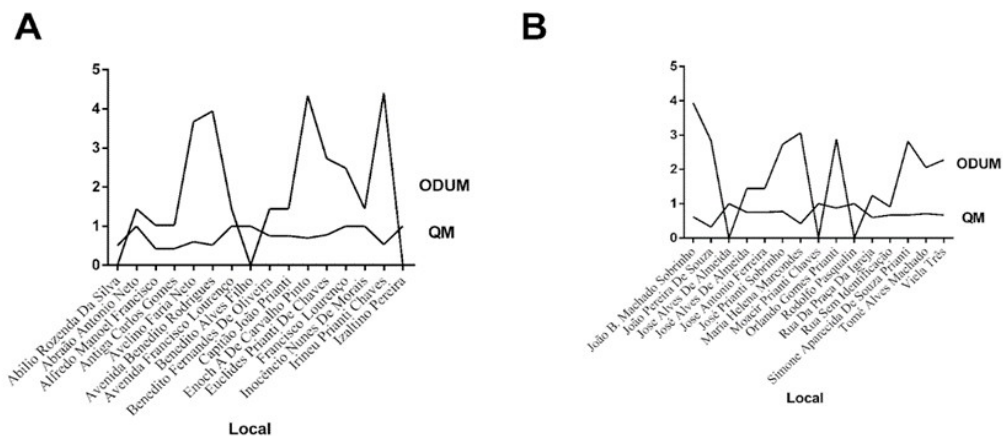 A
5
4
3
2
1
0
ODUM
QM
Abilio Rozenda Da Silva
Abraão Antonio Neto
Alfredo Manoel Francisco
Antiga Carlos Gomes
Avelino Faria Neto
Avenida Benedito Rodrigues
Avenida Francisco Lourenço
Benedito Alves Filho
Benedito Fernandes De Oliveira
Capitão João Prianti
Enoch A De Carvalho Pinto
Euclides Prianti De Chaves
Francisco Lourenço
Inocêncio Nunes De Morais
Irineu Prianti Chaves
Izaltino Ferreira
Local
B
5
4
3
2
1
0
ODUM
QM
João B. Machado Sobrinho
João Pereira De Souza
Jose Alves De Almeida
José Alves De Almeida
Jose Antonio Ferreira
José Prianti Sobrinho
Maria Helena Marcondes
Moacir Prianti Chaves
Orlando Gomes Prianti
Rodolfo Pasqualin
Rua Da Praça Da Igreja
Rua Sem Identificação
Simone Aparecida De Souza Prianti
Tomé Alves Machado
Viela Três
Local